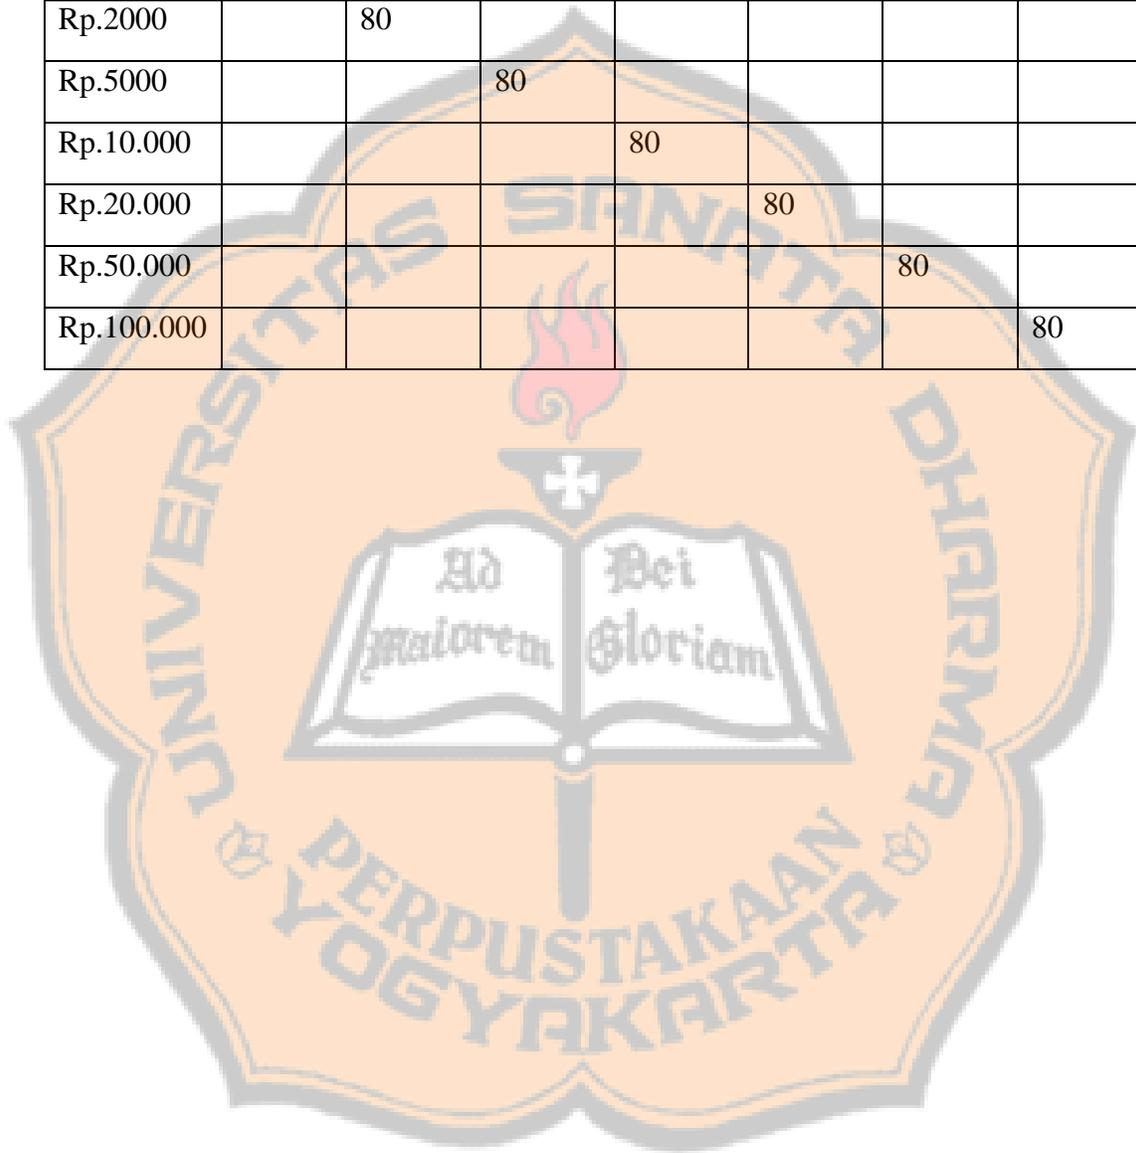 Rp.2000 80
Rp.5000 80
Rp.10.000 80
Rp.20.000 80
Rp.50.000 80
Rp.100.000 80
UNIVERSITAS SANATA DHARMA
Ad Dei
maiorem Gloriam
PERPUSTAKAAN
YOGYAKARTA